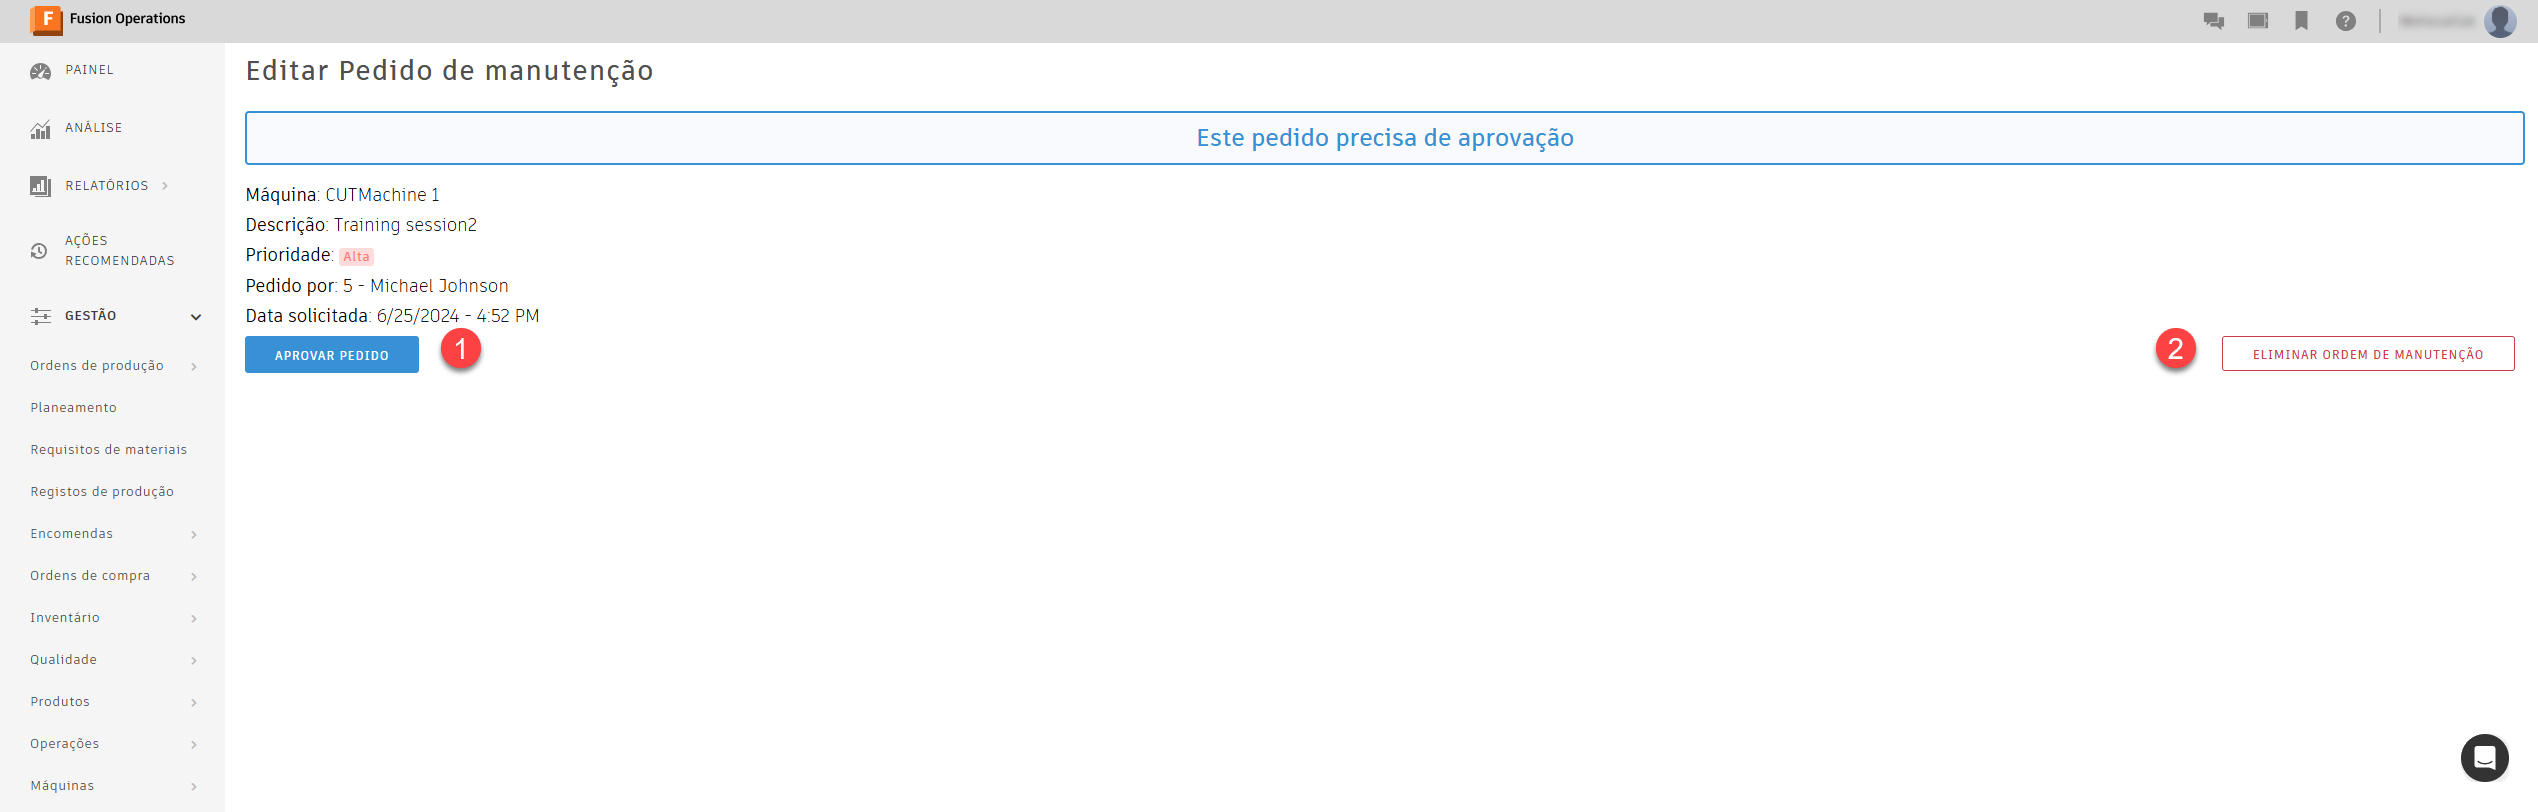 F Fusion Operations
?
PAINEL
ANÁLISE
RELATÓRIOS
AÇÕES
RECOMENDADAS
GESTÃO
Ordens de produção
Planeamento
Requisitos de materiais
Registos de produção
Encomendas
Ordens de compra
Inventário
Qualidade
Produtos
Operações
Máquinas
Editar Pedido de manutenção
Este pedido precisa de aprovação
Máquina: CUTMachine 1
Descrição: Training session2
Prioridade: Alta
Pedido por: 5 - Michael Johnson
Data solicitada: 6/25/2024 - 4:52 PM
APROVAR PEDIDO
1
2
ELIMINAR ORDEM DE MANUTENÇÃO